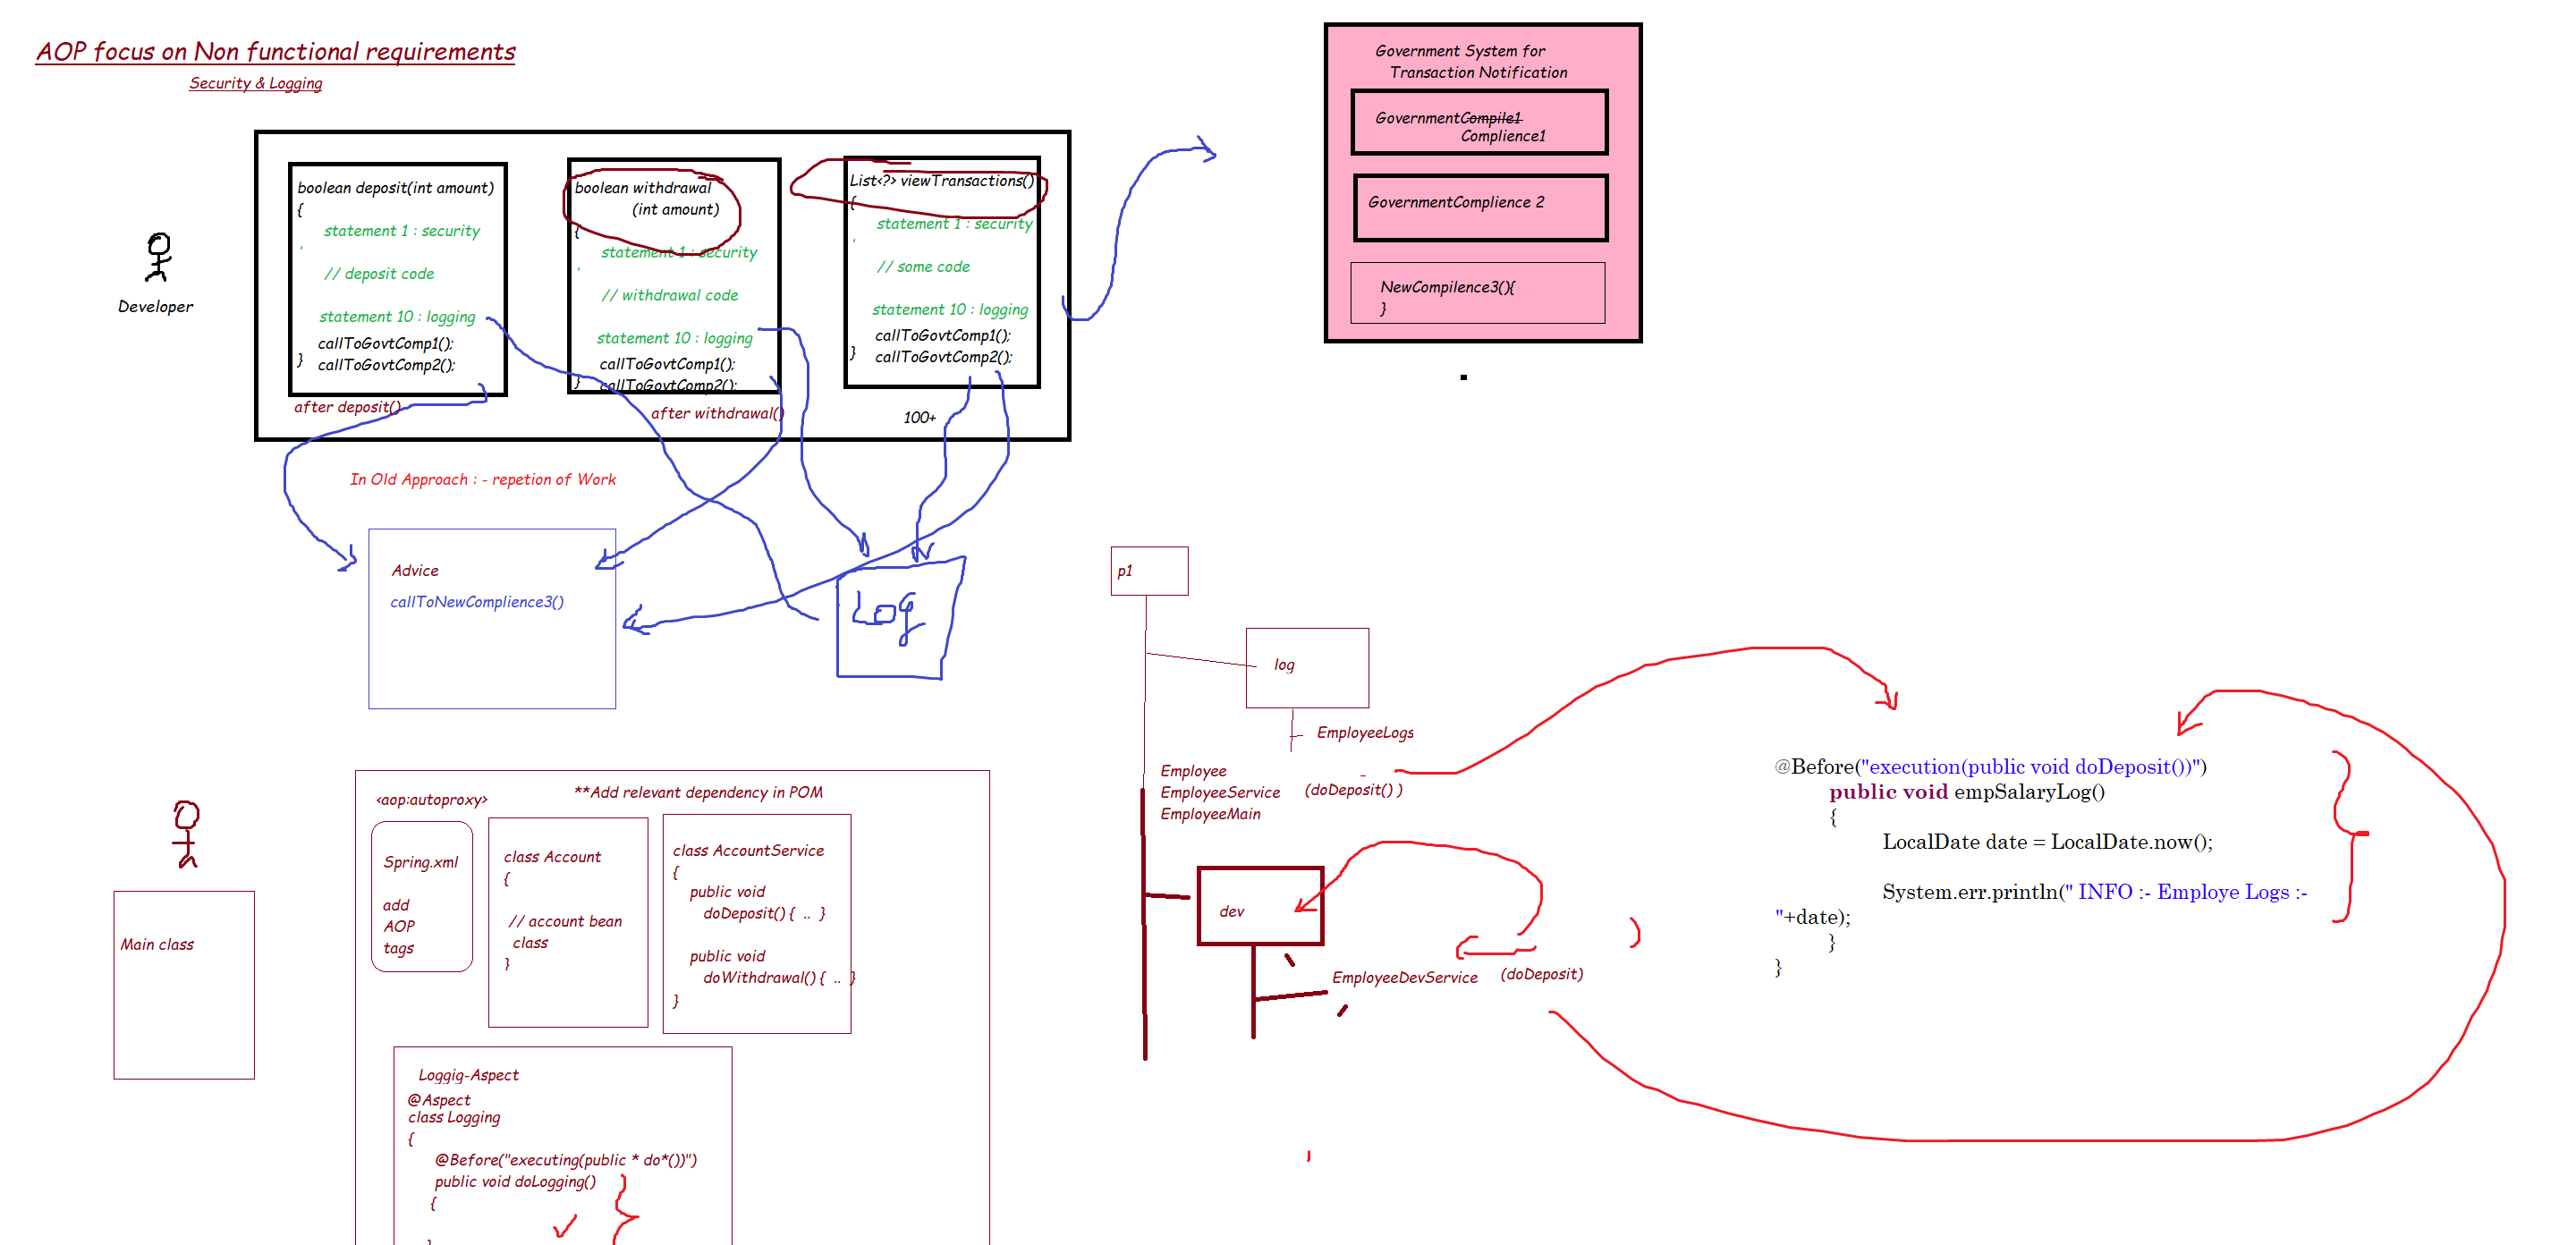 AOP focus on Non functional requirements
Security & Logging
Developer
boolean deposit(int amount)
{
statement 1 : security
'
// deposit code
statement 10 : logging
callToGovtComp1();
} callToGovtComp2();
after deposit()
boolean withdrawal
(int amount)
{
statement 1 : security
'
// withdrawal code
statement 10 : logging
callToGovtComp1();
} callToGovtComp2();
after withdrawal()
List<?> viewTransactions()
{
statement 1 : security
'
// some code
statement 10 : logging
callToGovtComp1();
} callToGovtComp2();
100+
Government System for
Transaction Notification
GovernmentCompile1
Complience1
GovernmentComplience 2
NewCompilence3(){
}
In Old Approach : - repetion of Work
Advice
callToNewComplience3()
Log
p1
log
EmployeeLogs
Employee
EmployeeService (doDeposit() )
EmployeeMain
dev
EmployeeDevService (doDeposit)
@Before("execution(public void doDeposit())")
public void empSalaryLog()
{
LocalDate date = LocalDate.now();
System.err.println(" INFO :- Employe Logs :-
"+date);
}
}
Main class
<aop:autoproxy>
**Add relevant dependency in POM
Spring.xml
add
AOP
tags
class Account
{
// account bean
class
}
class AccountService
{
public void
doDeposit() { .. }
public void
doWithdrawal() { .. }
}
Loggig-Aspect
@Aspect
class Logging
{
@Before("executing(public * do*())")
public void doLogging()
{
}